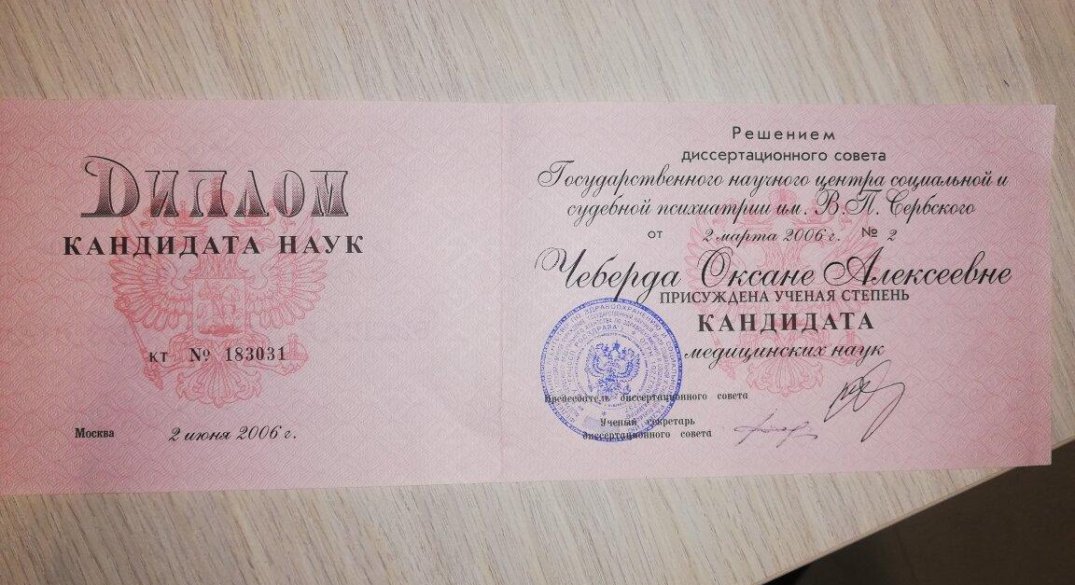 ДИПЛОМ
КАНДИДАТА НАУК
кт № 183031
Москва 2 июня 2006 г.
Решением
диссертационного совета
Государственного научного центра социальной и
судебной психиатрии им. В.П. Сербского
от 2 марта 2006 г. № 2
Чеберда Оксане Алексеевне
ПРИСУЖДЕНА УЧЕНАЯ СТЕПЕНЬ
КАНДИДАТА
медицинских наук
Председатель диссертационного совета
Ученый секретарь
диссертационного совета